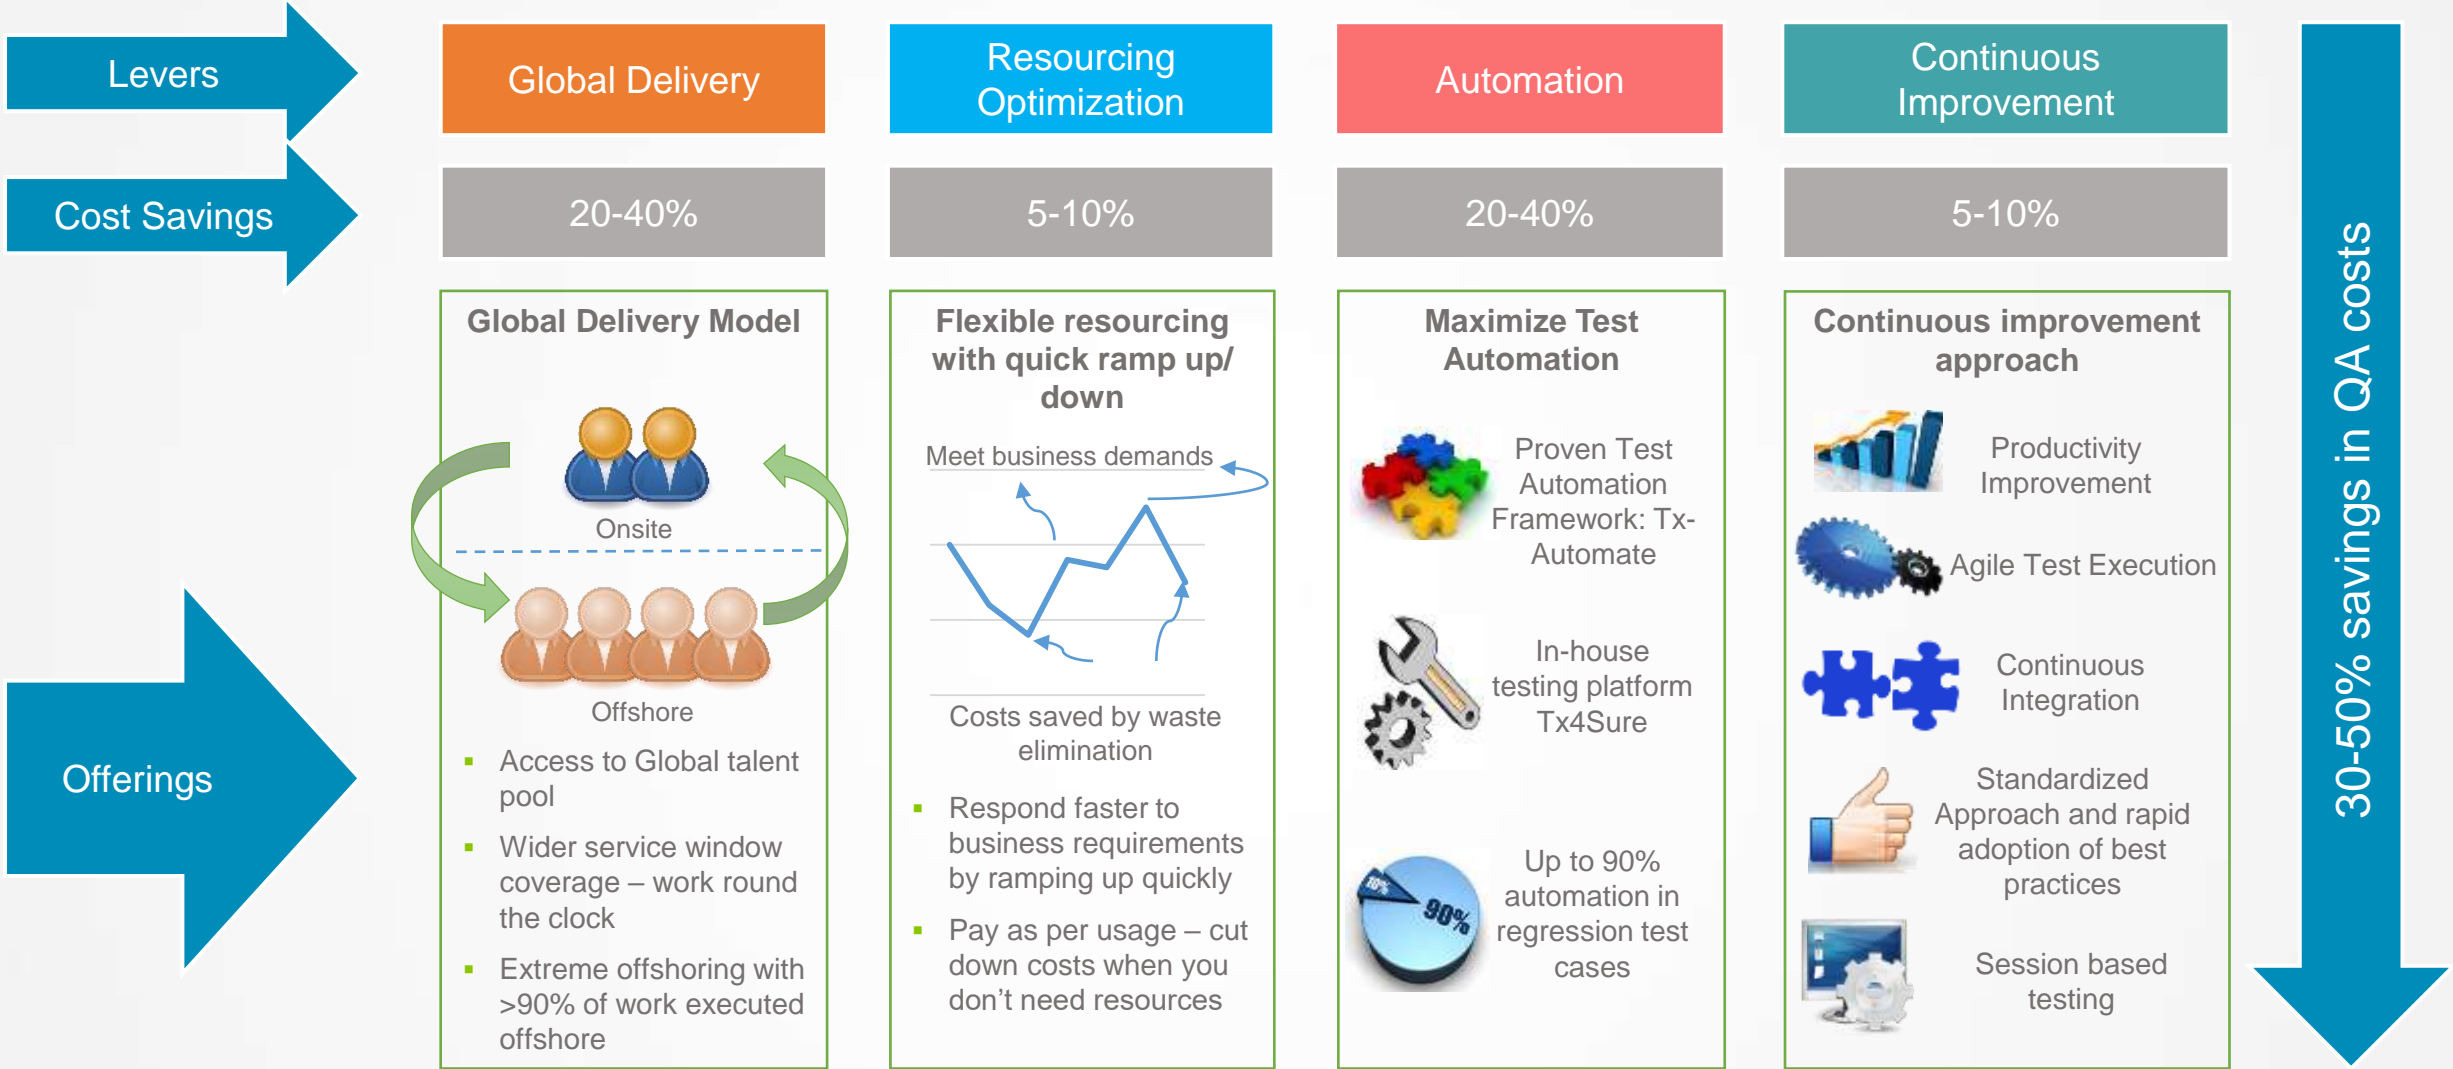 Levers
Global Delivery
Resourcing
Optimization
Automation
Continuous
Improvement
Cost Savings
20-40%
5-10%
20-40%
5-10%
Offerings
Global Delivery Model
Onsite
Offshore
▪ Access to Global talent
pool
▪ Wider service window
coverage – work round
the clock
▪ Extreme offshoring with
>90% of work executed
offshore
Flexible resourcing
with quick ramp up/
down
Meet business demands
Costs saved by waste
elimination
▪ Respond faster to
business requirements
by ramping up quickly
▪ Pay as per usage – cut
down costs when you
don’t need resources
Maximize Test
Automation
Proven Test
Automation
Framework: Tx-
Automate
In-house
testing platform
Tx4Sure
10%
90%
Up to 90%
automation in
regression test
cases
Continuous improvement
approach
Productivity
Improvement
Agile Test Execution
Continuous
Integration
Standardized
Approach and rapid
adoption of best
practices
Session based
testing
30-50% savings in QA costs